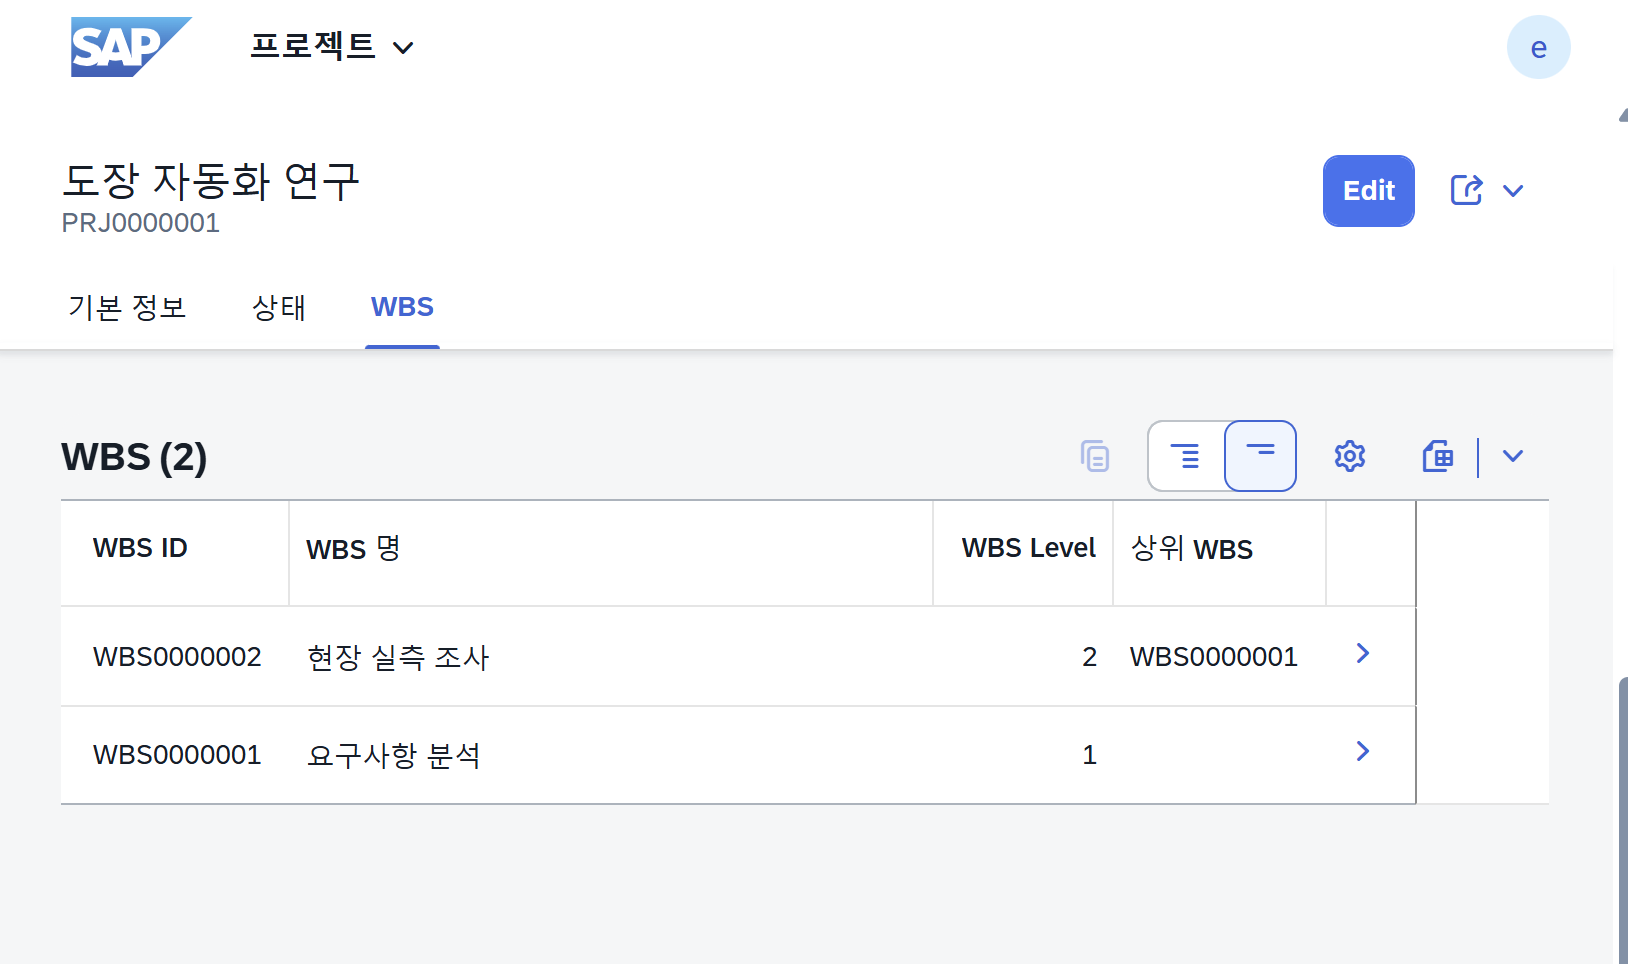 SAP 프로젝트 e
도장 자동화 연구
PRJ0000001
Edit
기본 정보 상태 WBS
WBS (2)
WBS ID WBS 명 WBS Level 상위 WBS
WBS0000002 현장 실측 조사 2 WBS0000001
WBS0000001 요구사항 분석 1